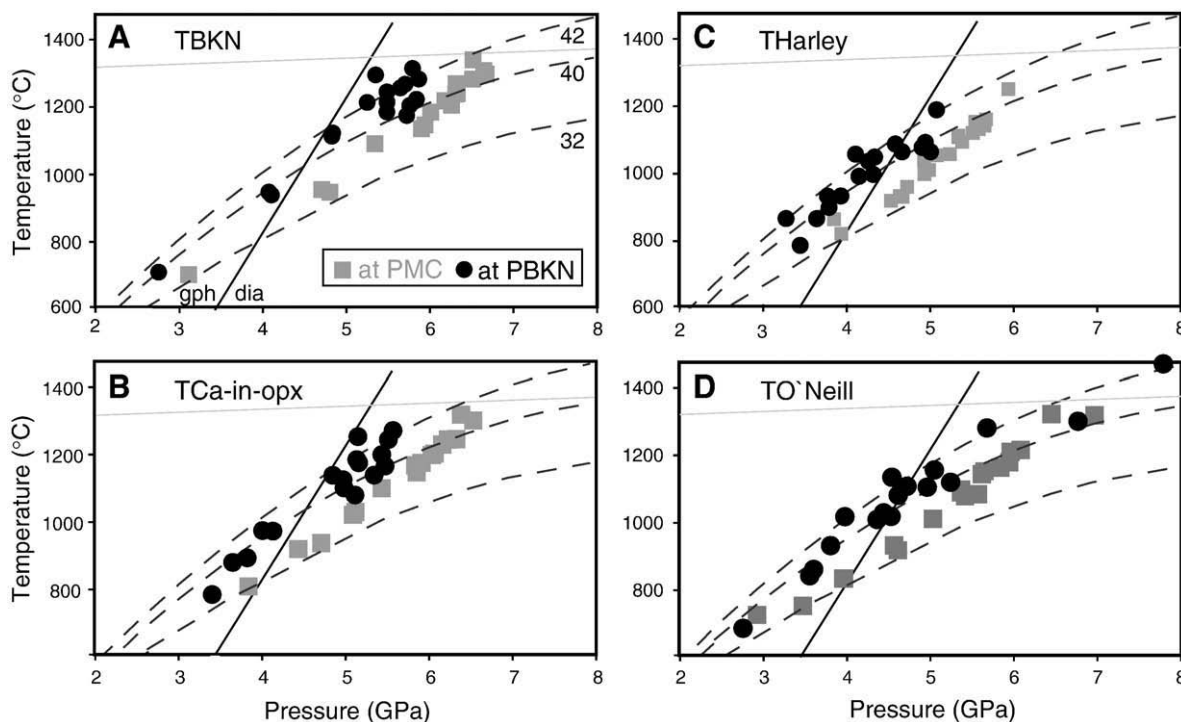 A TBKN
42
40
32
at PMC at PBKN
gph dia
1400
1200
1000
800
600
2 3 4 5 6 7 8
Temperature (°C)
C THarley
1400
1200
1000
800
600
2 3 4 5 6 7 8
B TCa-in-opx
1400
1200
1000
800
2 3 4 5 6 7 8
Temperature (°C)
Pressure (GPa)
D TO`Neill
1400
1200
1000
800
2 3 4 5 6 7 8
Pressure (GPa)